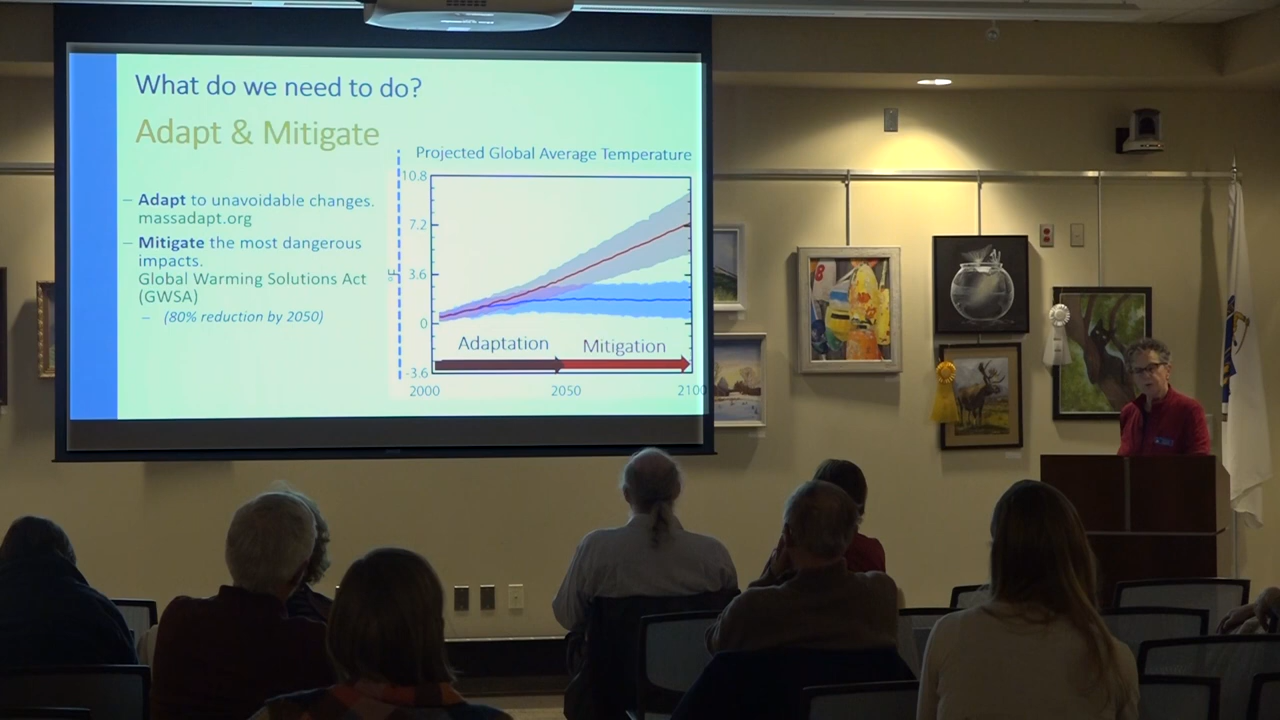 What do we need to do?
Adapt & Mitigate
– Adapt to unavoidable changes.
massadapt.org
– Mitigate the most dangerous
impacts.
Global Warming Solutions Act
(GWSA)
– (80% reduction by 2050)
Projected Global Average Temperature
10.8
7.2
3.6
0
-3.6
°F
Adaptation
Mitigation
2000
2050
2100
8